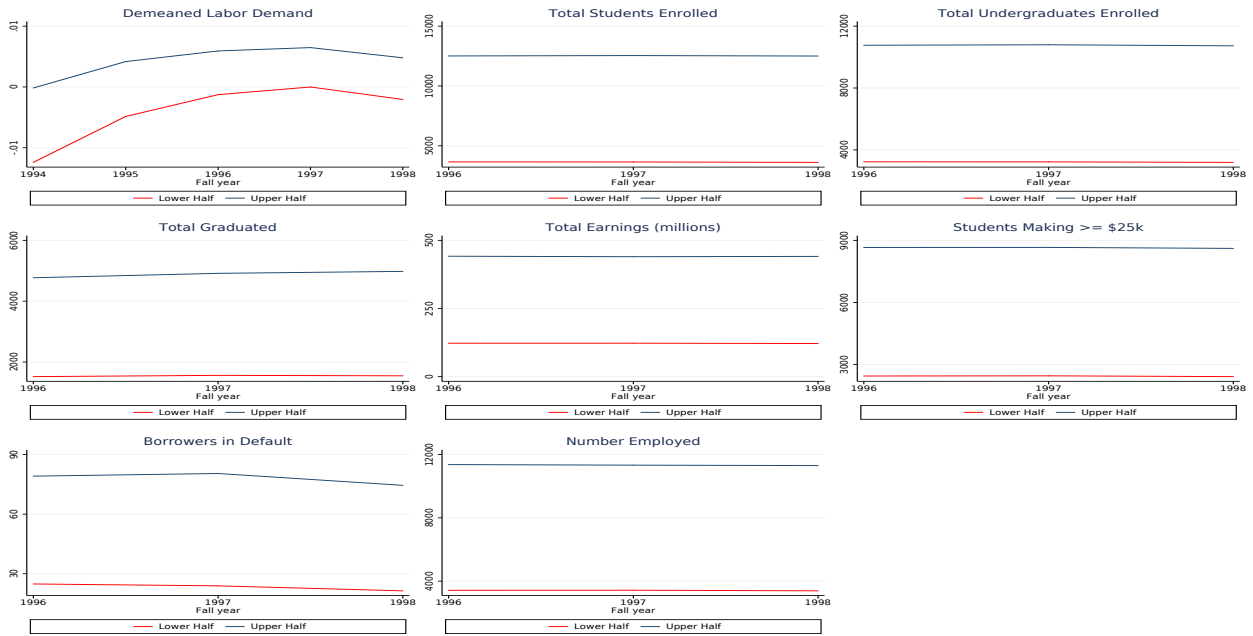 Demeaned Labor Demand
.01
0
-.01
1994 1995 1996 1997 1998
Fall year
Lower Half Upper Half
Total Students Enrolled
15000
10000
5000
1996 1997 1998
Fall year
Lower Half Upper Half
Total Undergraduates Enrolled
12000
8000
4000
1996 1997 1998
Fall year
Lower Half Upper Half
Total Graduated
6000
4000
2000
1996 1997 1998
Fall year
Lower Half Upper Half
Total Earnings (millions)
500
250
0
1996 1997 1998
Fall year
Lower Half Upper Half
Students Making >= $25k
9000
6000
3000
1996 1997 1998
Fall year
Lower Half Upper Half
Borrowers in Default
90
60
30
1996 1997 1998
Fall year
Lower Half Upper Half
Number Employed
12000
8000
4000
1996 1997 1998
Fall year
Lower Half Upper Half